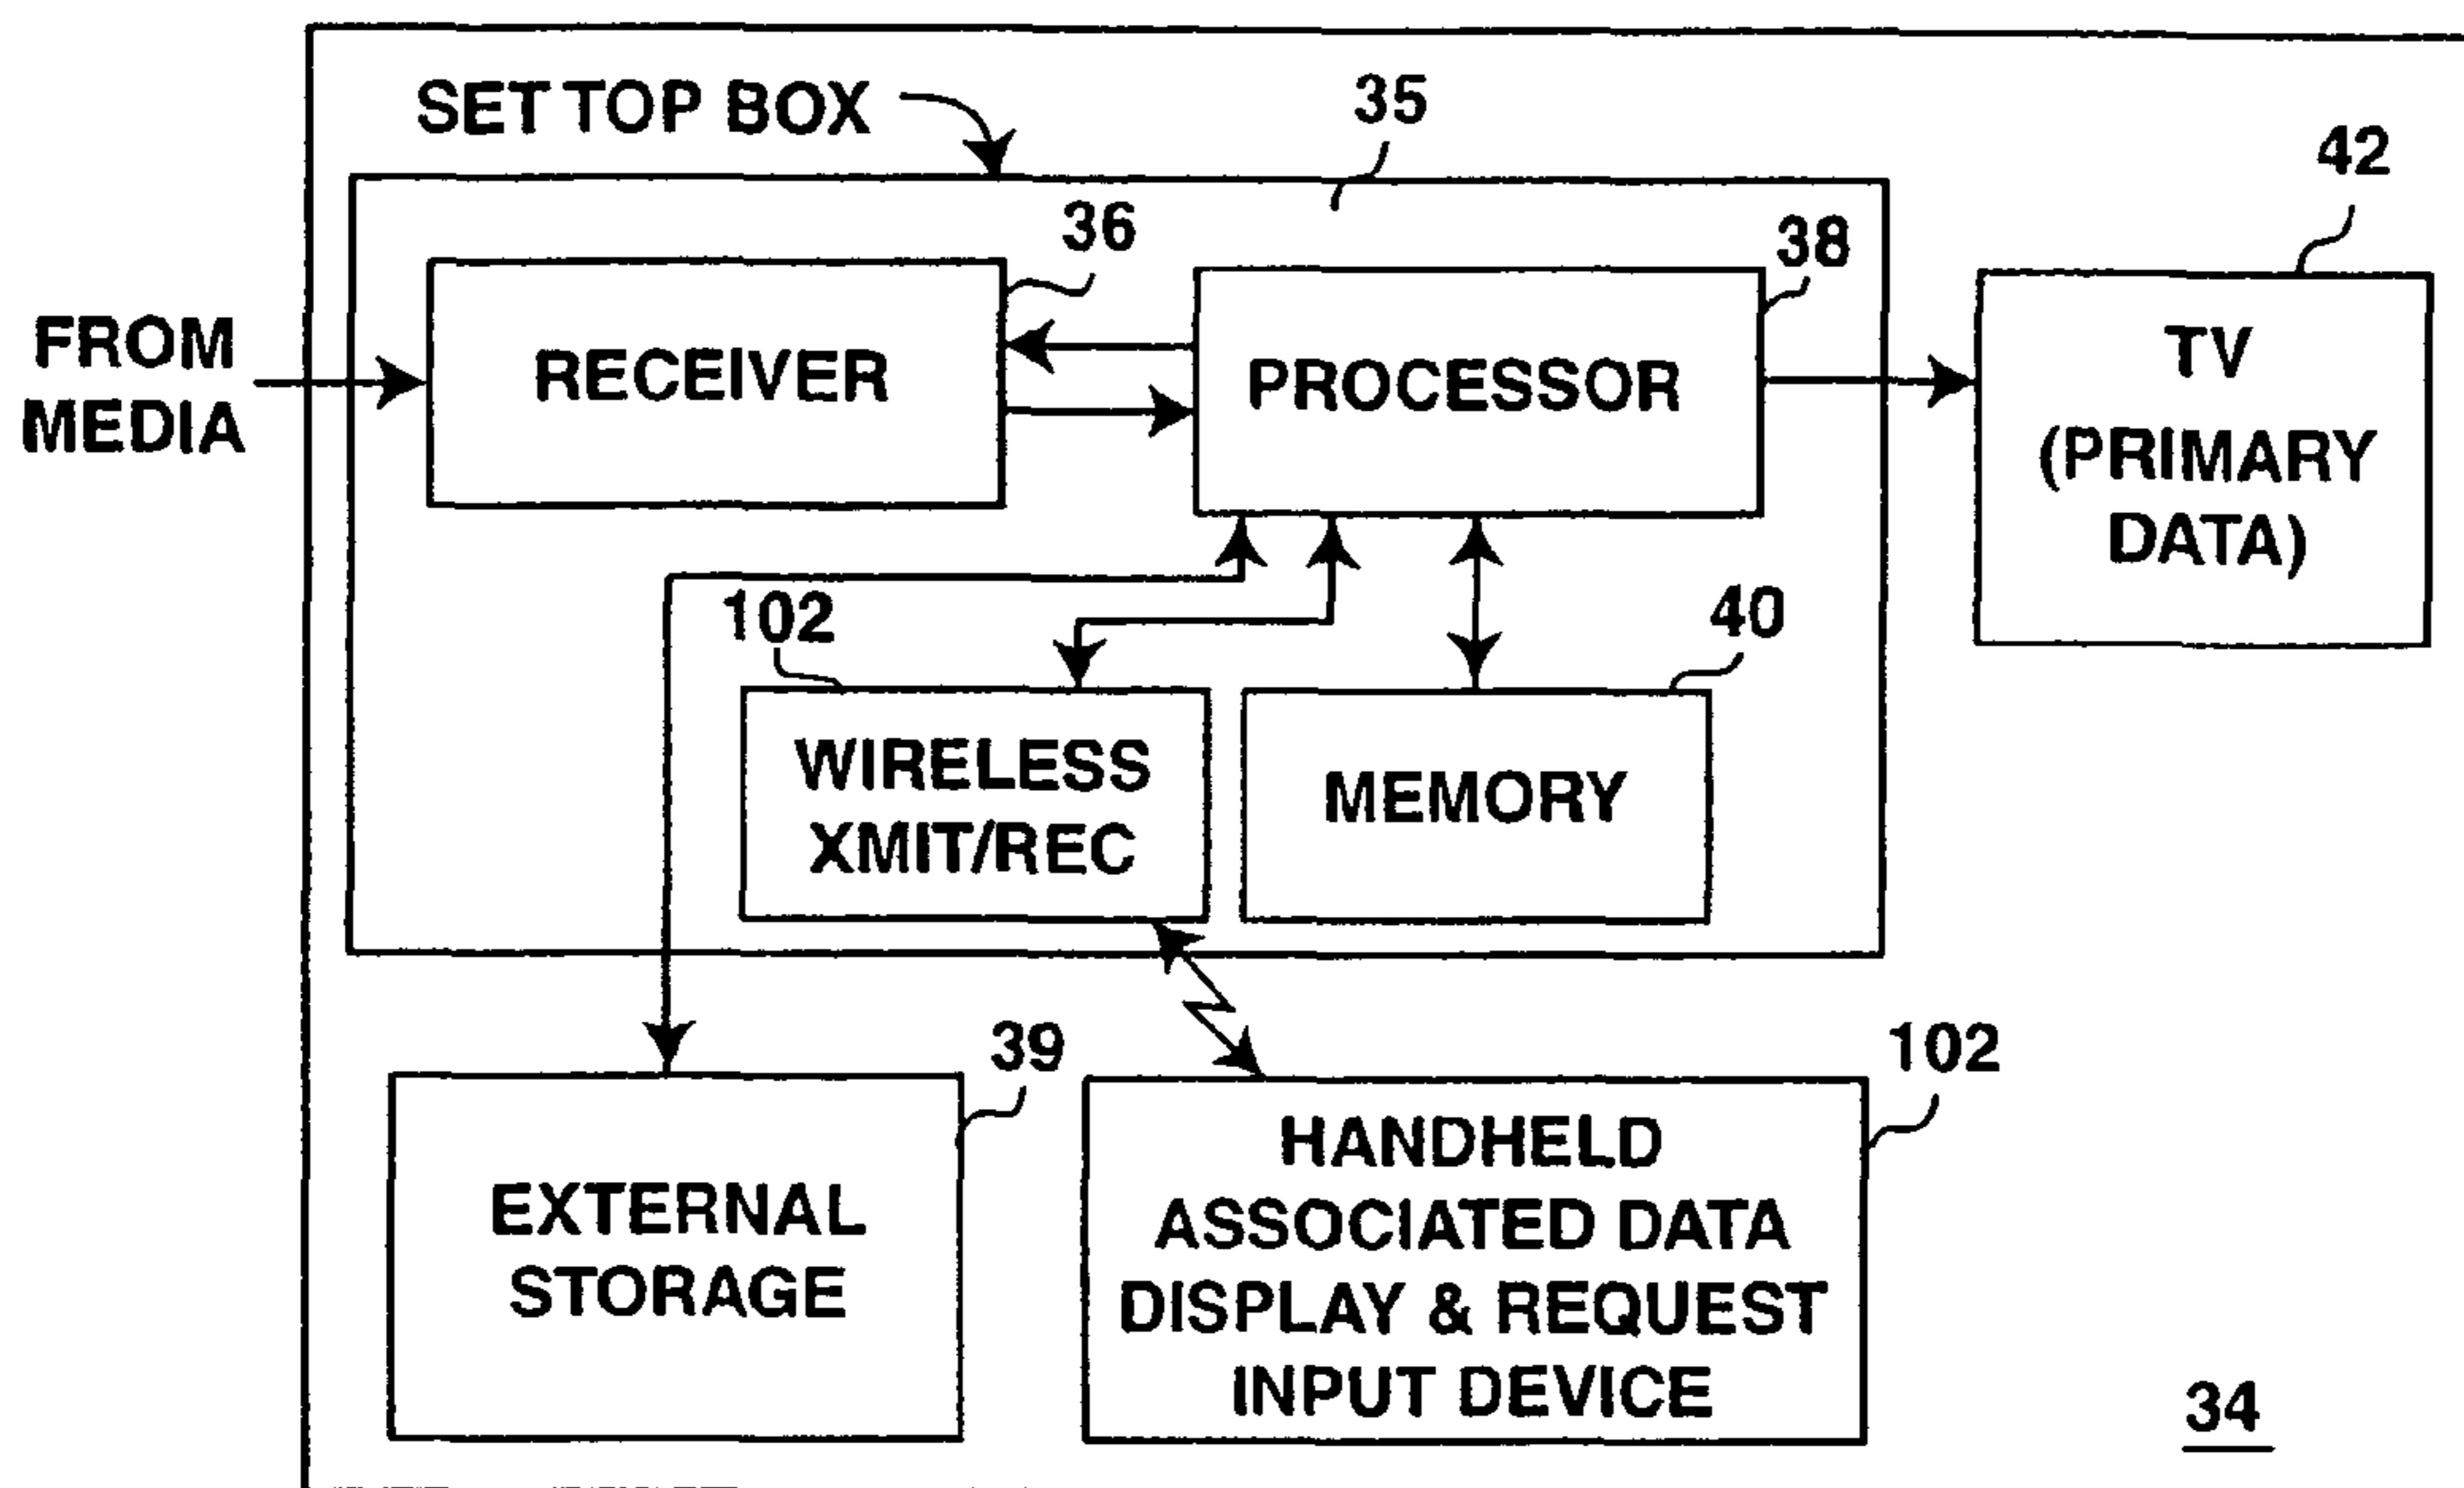 SET TOP BOX
35
42
36
38
FROM
MEDIA
RECEIVER
PROCESSOR
TV
(PRIMARY
DATA)
102
40
WIRELESS
XMIT/REC
MEMORY
39
102
EXTERNAL
STORAGE
HANDHELD
ASSOCIATED DATA
DISPLAY & REQUEST
INPUT DEVICE
34